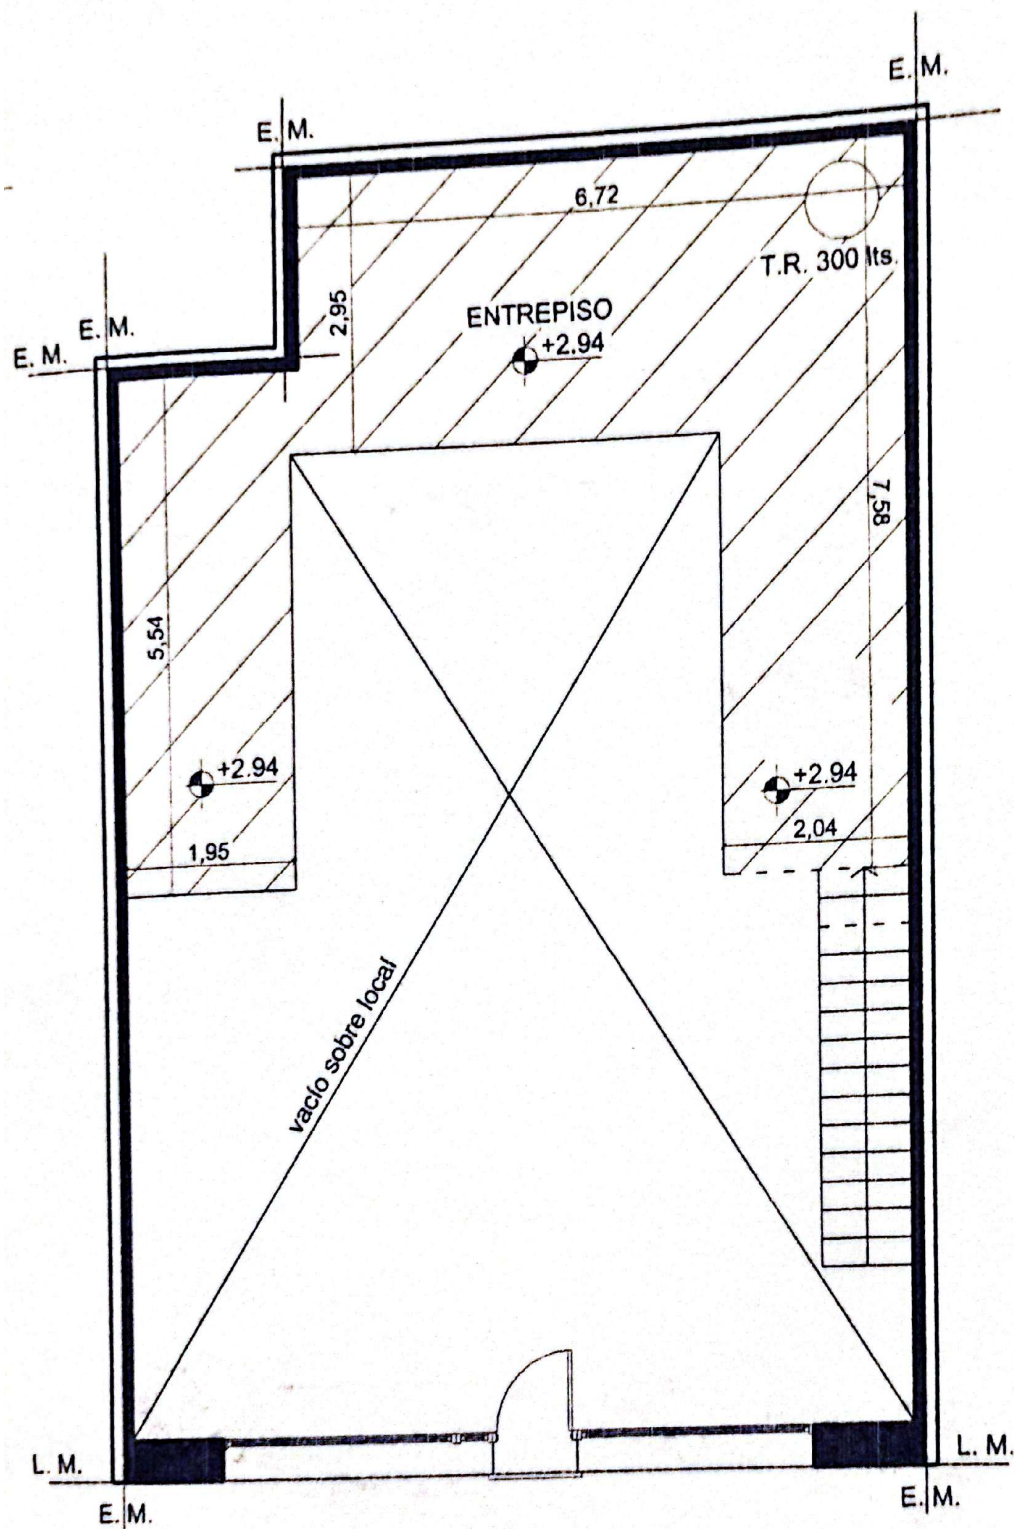 E. M.
E. M.
6,72
T.R. 300 lts.
2,95
ENTREPISO
+2.94
E. M.
E. M.
7,58
5,54
+2.94
+2.94
1,95
2,04
vacío sobre local
L. M.
L. M.
E. M.
E. M.